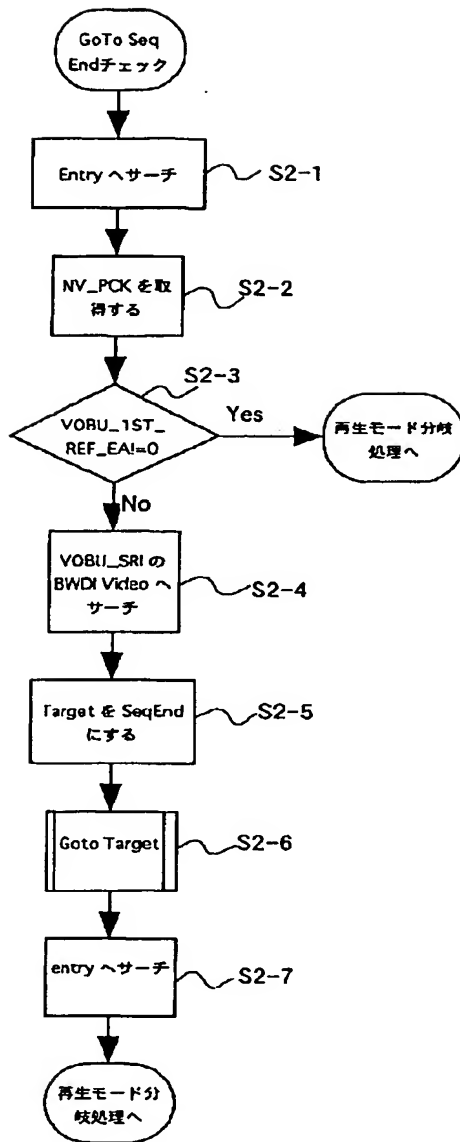 GoTo Seq
Endチェック
Entry へサーチ
S2-1
NV_PCK を取
得する
S2-2
S2-3
VOBU_1ST_
REF_EA!=0
Yes
再生モード分岐
処理へ
No
VOBU_SRI の
BWDI Video へ
サーチ
S2-4
Target を SeqEnd
にする
S2-5
Goto Target
S2-6
entry へサーチ
S2-7
再生モード分
岐処理へ